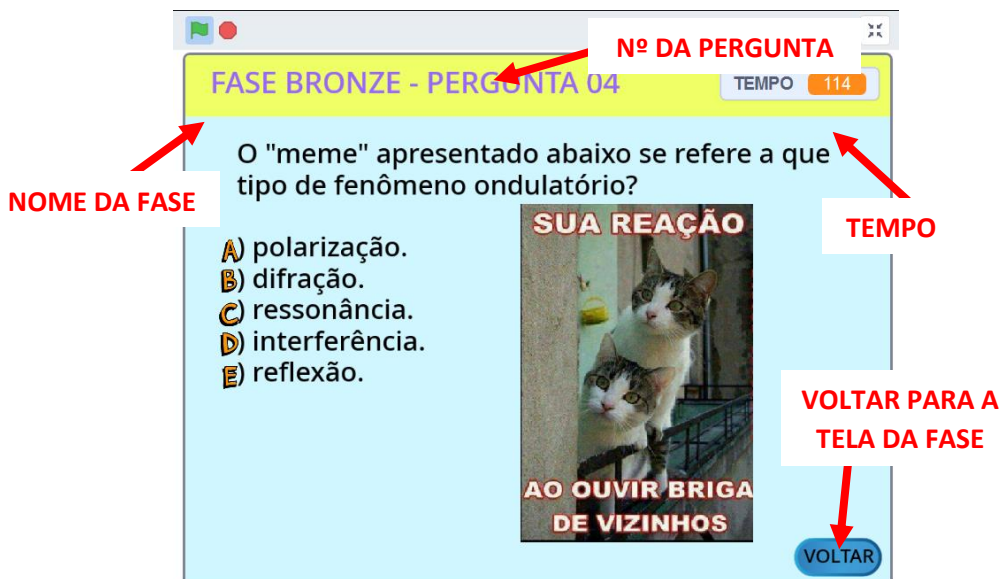 Nº DA PERGUNTA
FASE BRONZE - PERGUNTA 04
TEMPO 114
O "meme" apresentado abaixo se refere a que
tipo de fenômeno ondulatório?
NOME DA FASE
TEMPO
A) polarização.
B) difração.
C) ressonância.
D) interferência.
E) reflexão.
SUA REAÇÃO
AO OUVIR BRIGA
DE VIZINHOS
VOLTAR PARA A
TELA DA FASE
VOLTAR